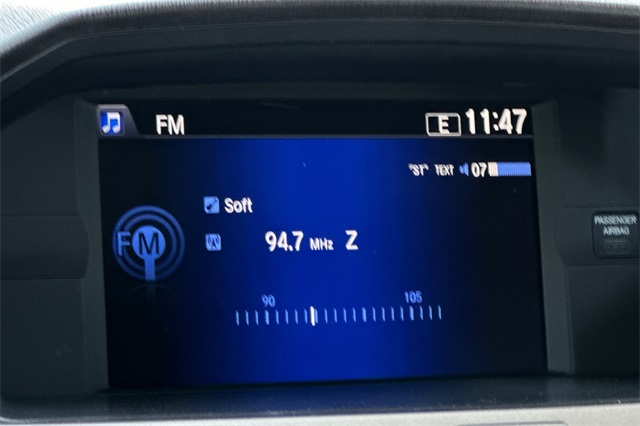 FM E 11:47
"ST" TEXT 07
Soft
FM
94.7 MHz Z
90 105
PASSENGER
AIRBAG